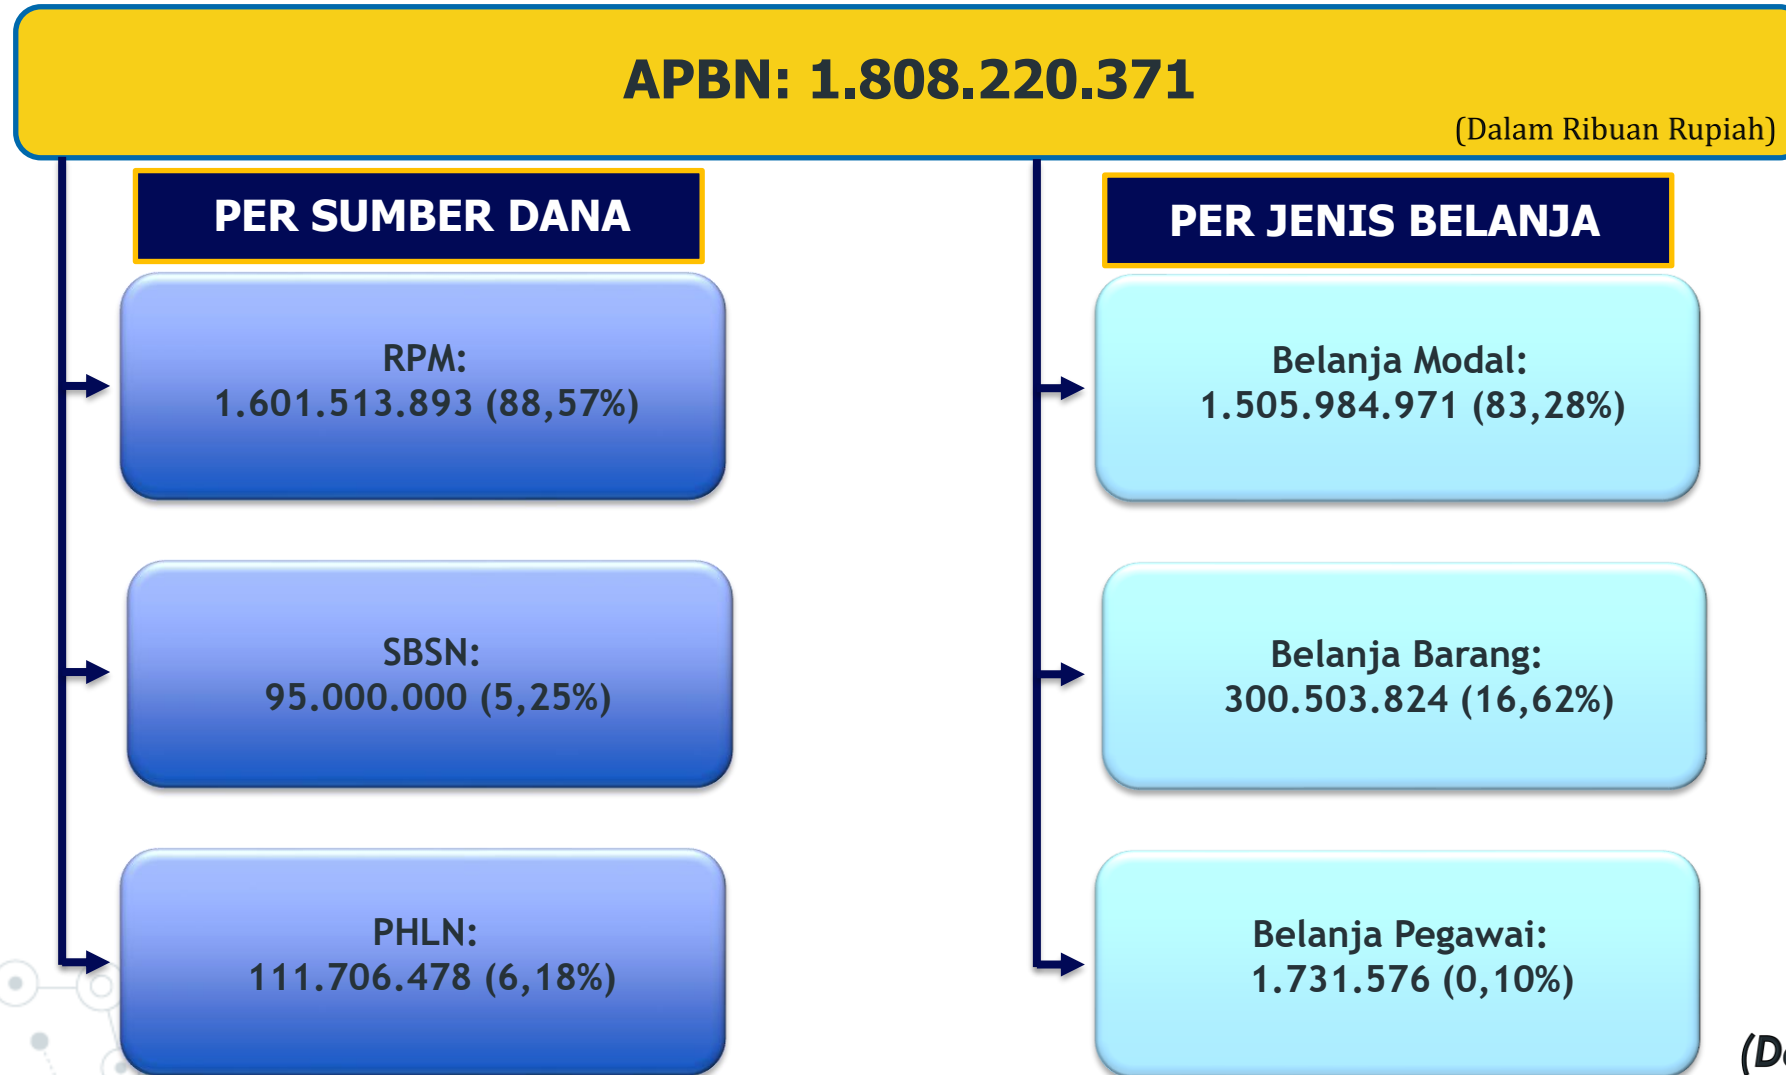 APBN: 1.808.220.371
(Dalam Ribuan Rupiah)
PER SUMBER DANA
RPM:
1.601.513.893 (88,57%)
SBSN:
95.000.000 (5,25%)
PHLN:
111.706.478 (6,18%)
PER JENIS BELANJA
Belanja Modal:
1.505.984.971 (83,28%)
Belanja Barang:
300.503.824 (16,62%)
Belanja Pegawai:
1.731.576 (0,10%)